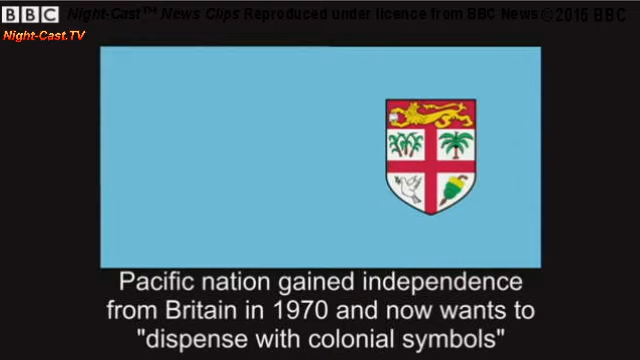 BBC Night-Cast™ News Clips Reproduced under licence from BBC News ©2015 BBC
Night-Cast.TV
Pacific nation gained independence
from Britain in 1970 and now wants to
"dispense with colonial symbols"